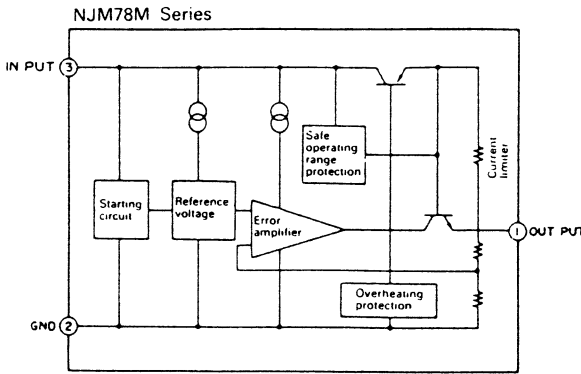 NJM78M Series
IN PUT 3
Safe
operating
range
protection
Current
limiter
Starting
circuit
Reference
voltage
Error
amplifier
1 OUT PUT
Overheating
protection
GND 2